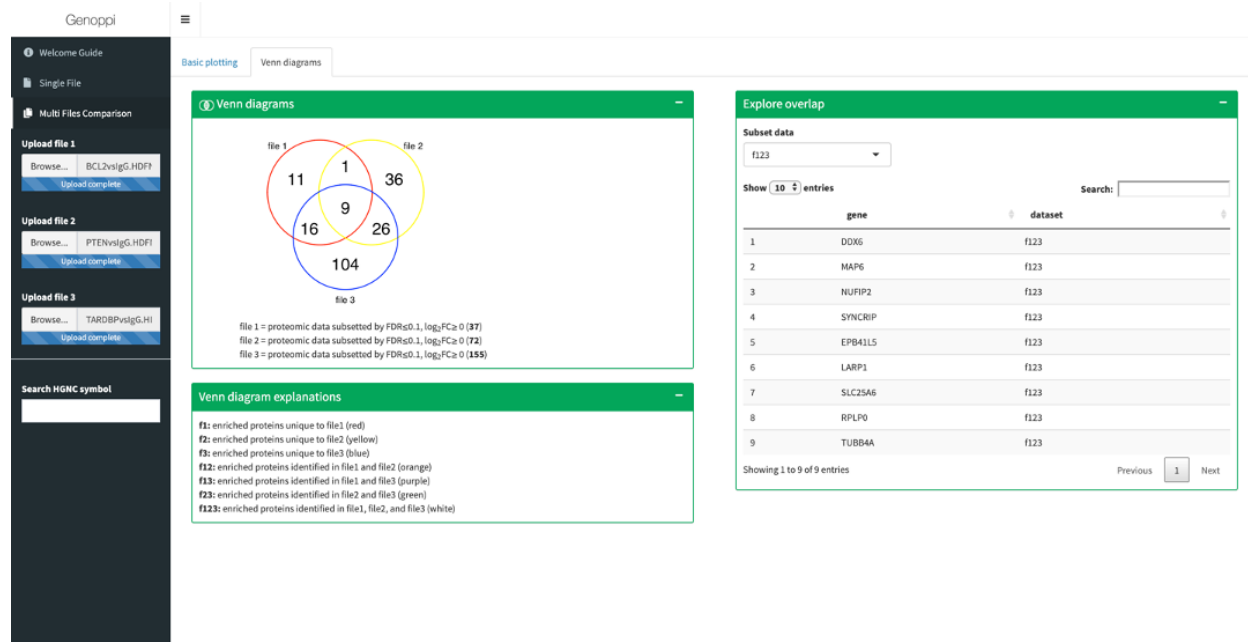 Genoppi
Welcome Guide
Single File
Multi Files Comparison
Upload file 1
Browse... BCL2vsIgG.HDFN
Upload complete
Upload file 2
Browse... PTENvsIgG.HDFI
Upload complete
Upload file 3
Browse... TARDBPvsIgG.HI
Upload complete
Search HGNC symbol
Basic plotting Venn diagrams
Venn diagrams
file 1 file 2
11 1 36
9
16 26
104
file 3
file 1 = proteomic data subsetted by FDR≤0.1, log₂FC≥ 0 (37)
file 2 = proteomic data subsetted by FDR≤0.1, log₂FC≥ 0 (72)
file 3 = proteomic data subsetted by FDR≤0.1, log₂FC≥ 0 (155)
Venn diagram explanations
f1: enriched proteins unique to file1 (red)
f2: enriched proteins unique to file2 (yellow)
f3: enriched proteins unique to file3 (blue)
f12: enriched proteins identified in file1 and file2 (orange)
f13: enriched proteins identified in file1 and file3 (purple)
f23: enriched proteins identified in file2 and file3 (green)
f123: enriched proteins identified in file1, file2, and file3 (white)
Explore overlap
Subset data
f123
Show 10 entries Search:
gene dataset
1 DDX6 f123
2 MAP6 f123
3 NUFIP2 f123
4 SYNCRIP f123
5 EPB41L5 f123
6 LARP1 f123
7 SLC25A6 f123
8 RPLP0 f123
9 TUBB4A f123
Showing 1 to 9 of 9 entries Previous 1 Next